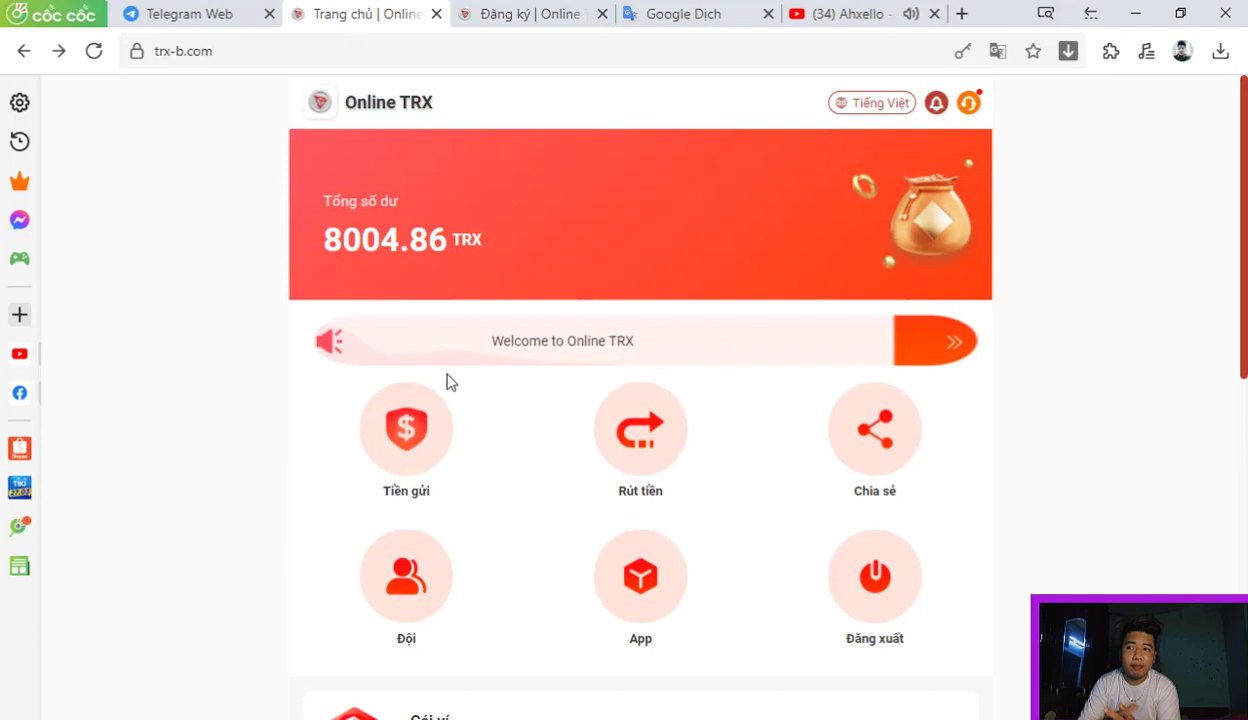 cốc cốc
Telegram Web
Trang chủ | Online
Đăng ký | Online
Google Dịch
(34) Ahxello -
trx-b.com
Online TRX
Tiếng Việt
Tổng số dư
8004.86 TRX
Welcome to Online TRX
Tiền gửi
Rút tiền
Chia sẻ
Đội
App
Đăng xuất